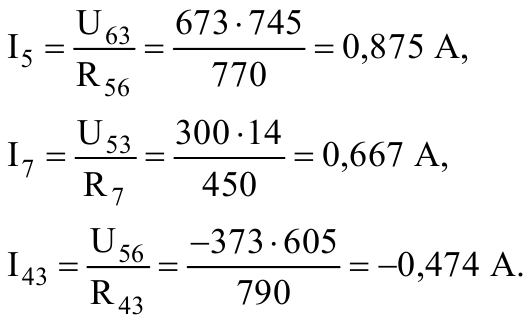 I₅ = U₆₃ / R₅₆ = 673·745 / 770 = 0,875 A,
I₇ = U₅₃ / R₇ = 300·14 / 450 = 0,667 A,
I₄₃ = U₅₆ / R₄₃ = −373·605 / 790 = −0,474 A.